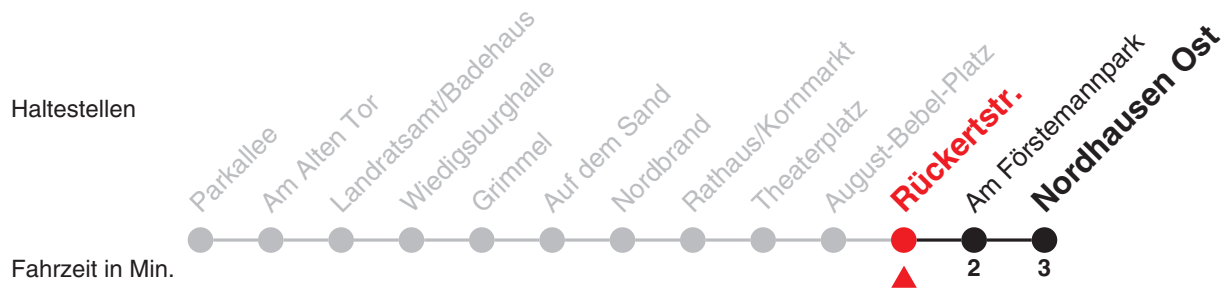 Haltestellen
Parkallee
Am Alten Tor
Landratsamt/Badehaus
Wiedigsburghalle
Grimmel
Auf dem Sand
Nordbrand
Rathaus/Kornmarkt
Theaterplatz
August-Bebel-Platz
Rückertstr.
Am Förstemannpark
Nordhausen Ost
Fahrzeit in Min.
2
3